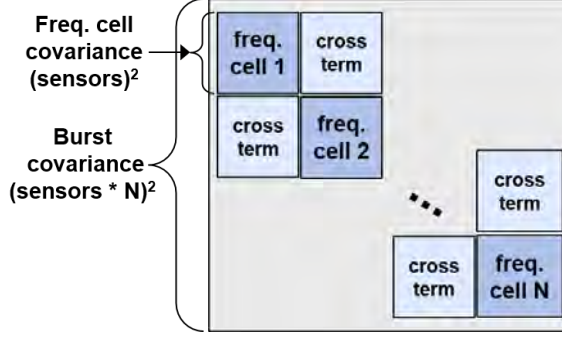 Freq. cell
covariance
(sensors)²
Burst
covariance
(sensors * N)²
freq.
cell 1
cross
term
cross
term
freq.
cell 2
cross
term
cross
term
freq.
cell N